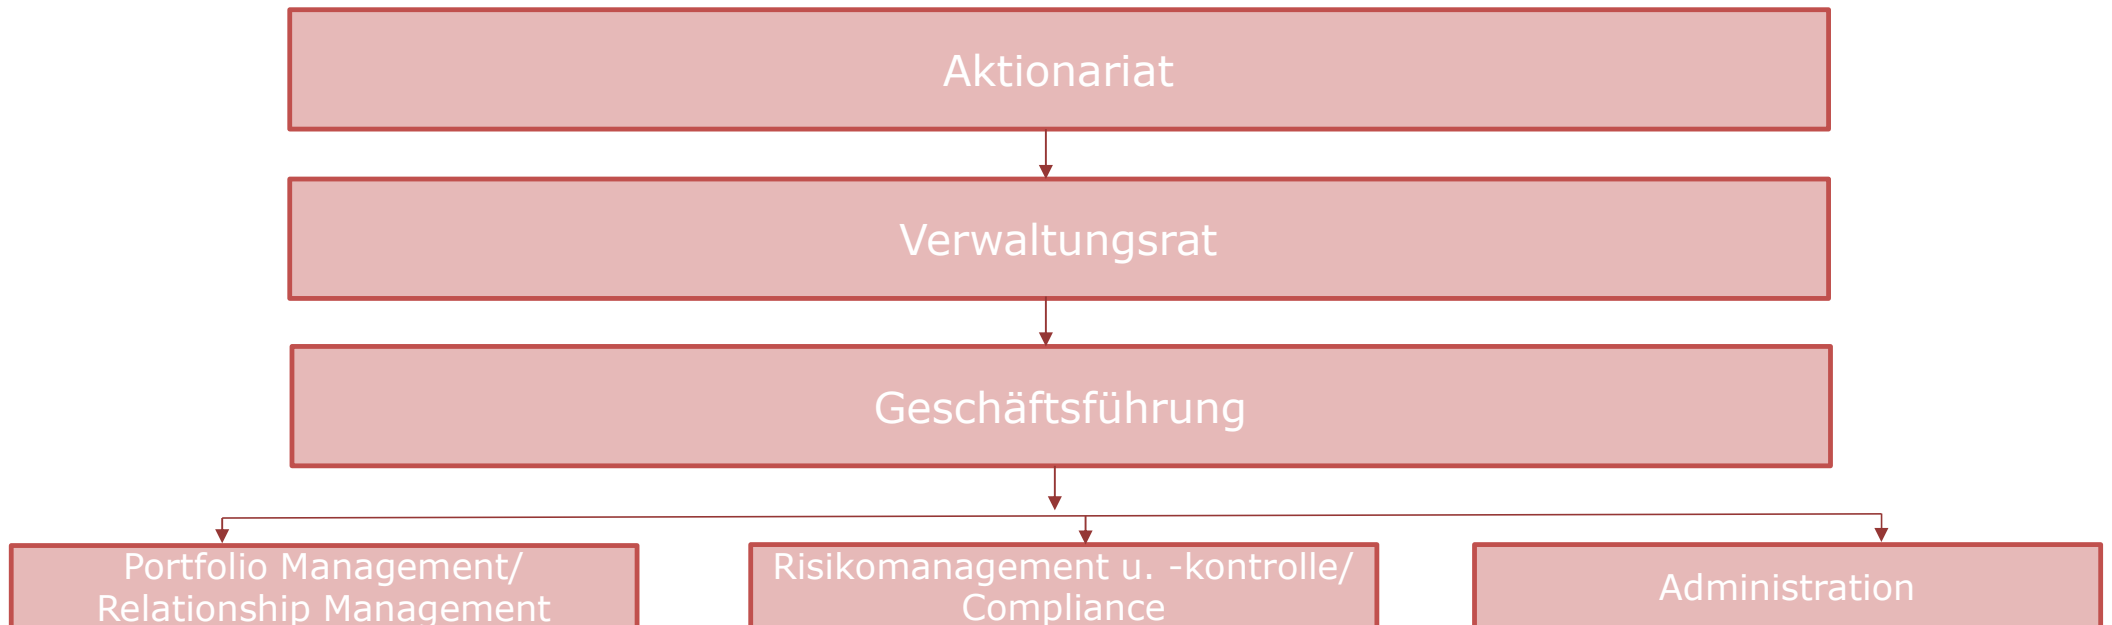 Aktionariat
Verwaltungsrat
Geschäftsführung
Portfolio Management/
Relationship Management
Risikomanagement u. -kontrolle/
Compliance
Administration